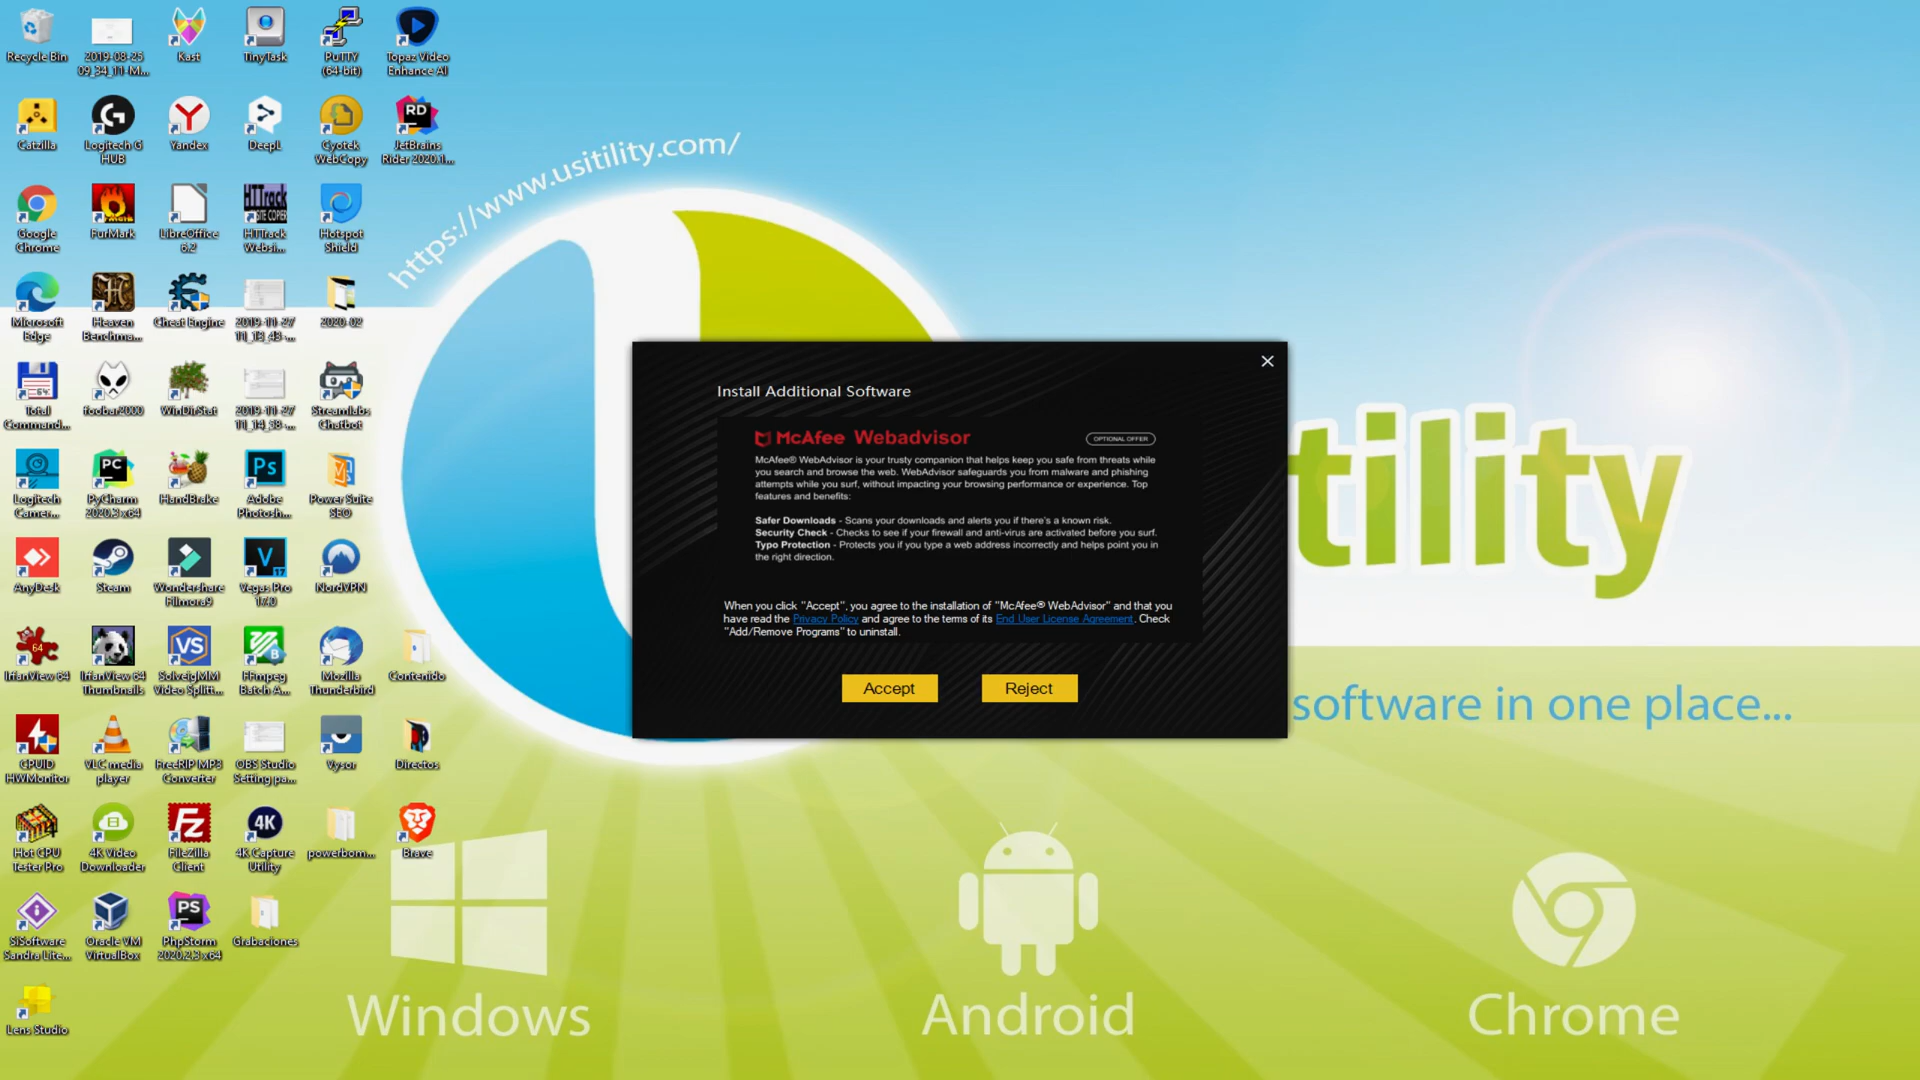 Recycle Bin
2019-08-25
09_34_11-M...
Kast
TinyTask
PuTTY
(64-bit)
Topaz Video
Enhance AI
Catzilla
Logitech G
HUB
Yandex
DeepL
Cyotek
WebCopy
RD
JetBrains
Rider 2020.1...
https://www.usitility.com/
Google
Chrome
FurMark
LibreOffice
6.2
HTTrack
SITE COPIER
HTTrack
Websi...
Hotspot
Shield
Microsoft
Edge
Heaven
Benchma...
Cheat Engine
2019-11-27
11_13_43-...
2020-02
Total
Command...
foobar2000
WinDirStat
2019-11-27
11_14_38-...
Streamlabs
Chatbot
Logitech
Camer...
PC
PyCharm
2020.3 x64
HandBrake
Ps
Adobe
Photosh...
Power Suite
SEO
AnyDesk
Steam
Wondershare
Filmora9
V
17
Vegas Pro
17.0
NordVPN
64
IrfanView 64
IrfanView 64
Thumbnails
VS
SolveigMM
Video Splitt...
FFmpeg
Batch A...
Mozilla
Thunderbird
Contenido
CPUID
HWMonitor
VLC media
player
FreeRIP MP3
Converter
OBS Studio
Setting pa...
Vysor
Directos
Hot CPU
Tester Pro
4K Video
Downloader
Fz
FileZilla
Client
4K
4K Capture
Utility
powerbom...
Brave
SiSoftware
Sandra Lite...
Oracle VM
VirtualBox
PS
PhpStorm
2020.2.3 x64
Grabaciones
Lens Studio
Install Additional Software
McAfee Webadvisor
OPTIONAL OFFER
McAfee® WebAdvisor is your trusty companion that helps keep you safe from threats while
you search and browse the web. WebAdvisor safeguards you from malware and phishing
attempts while you surf, without impacting your browsing performance or experience. Top
features and benefits:
Safer Downloads - Scans your downloads and alerts you if there's a known risk.
Security Check - Checks to see if your firewall and anti-virus are activated before you surf.
Typo Protection - Protects you if you type a web address incorrectly and helps point you in
the right direction.
When you click "Accept", you agree to the installation of "McAfee® WebAdvisor" and that you
have read the Privacy Policy and agree to the terms of its End User License Agreement. Check
"Add/Remove Programs" to uninstall.
Accept
Reject
tility
software in one place...
Windows
Android
Chrome